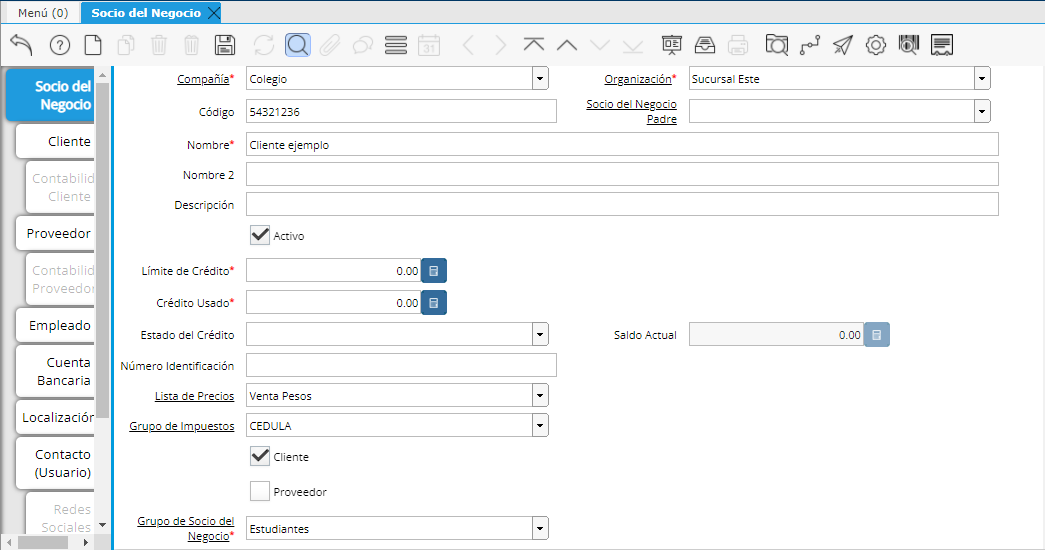 Menú (0)
Socio del Negocio
31
Socio del
Negocio
Cliente
Contabilid
Cliente
Proveedor
Contabilid
Proveedor
Empleado
Cuenta
Bancaria
Localización
Contacto
(Usuario)
Redes
Sociales
Compañía* Colegio
Organización* Sucursal Este
Código 54321236
Socio del Negocio
Padre
Nombre* Cliente ejemplo
Nombre 2
Descripción
Activo
Límite de Crédito* 0.00
Crédito Usado* 0.00
Estado del Crédito
Saldo Actual 0.00
Número Identificación
Lista de Precios Venta Pesos
Grupo de Impuestos CEDULA
Cliente
Proveedor
Grupo de Socio del
Negocio* Estudiantes